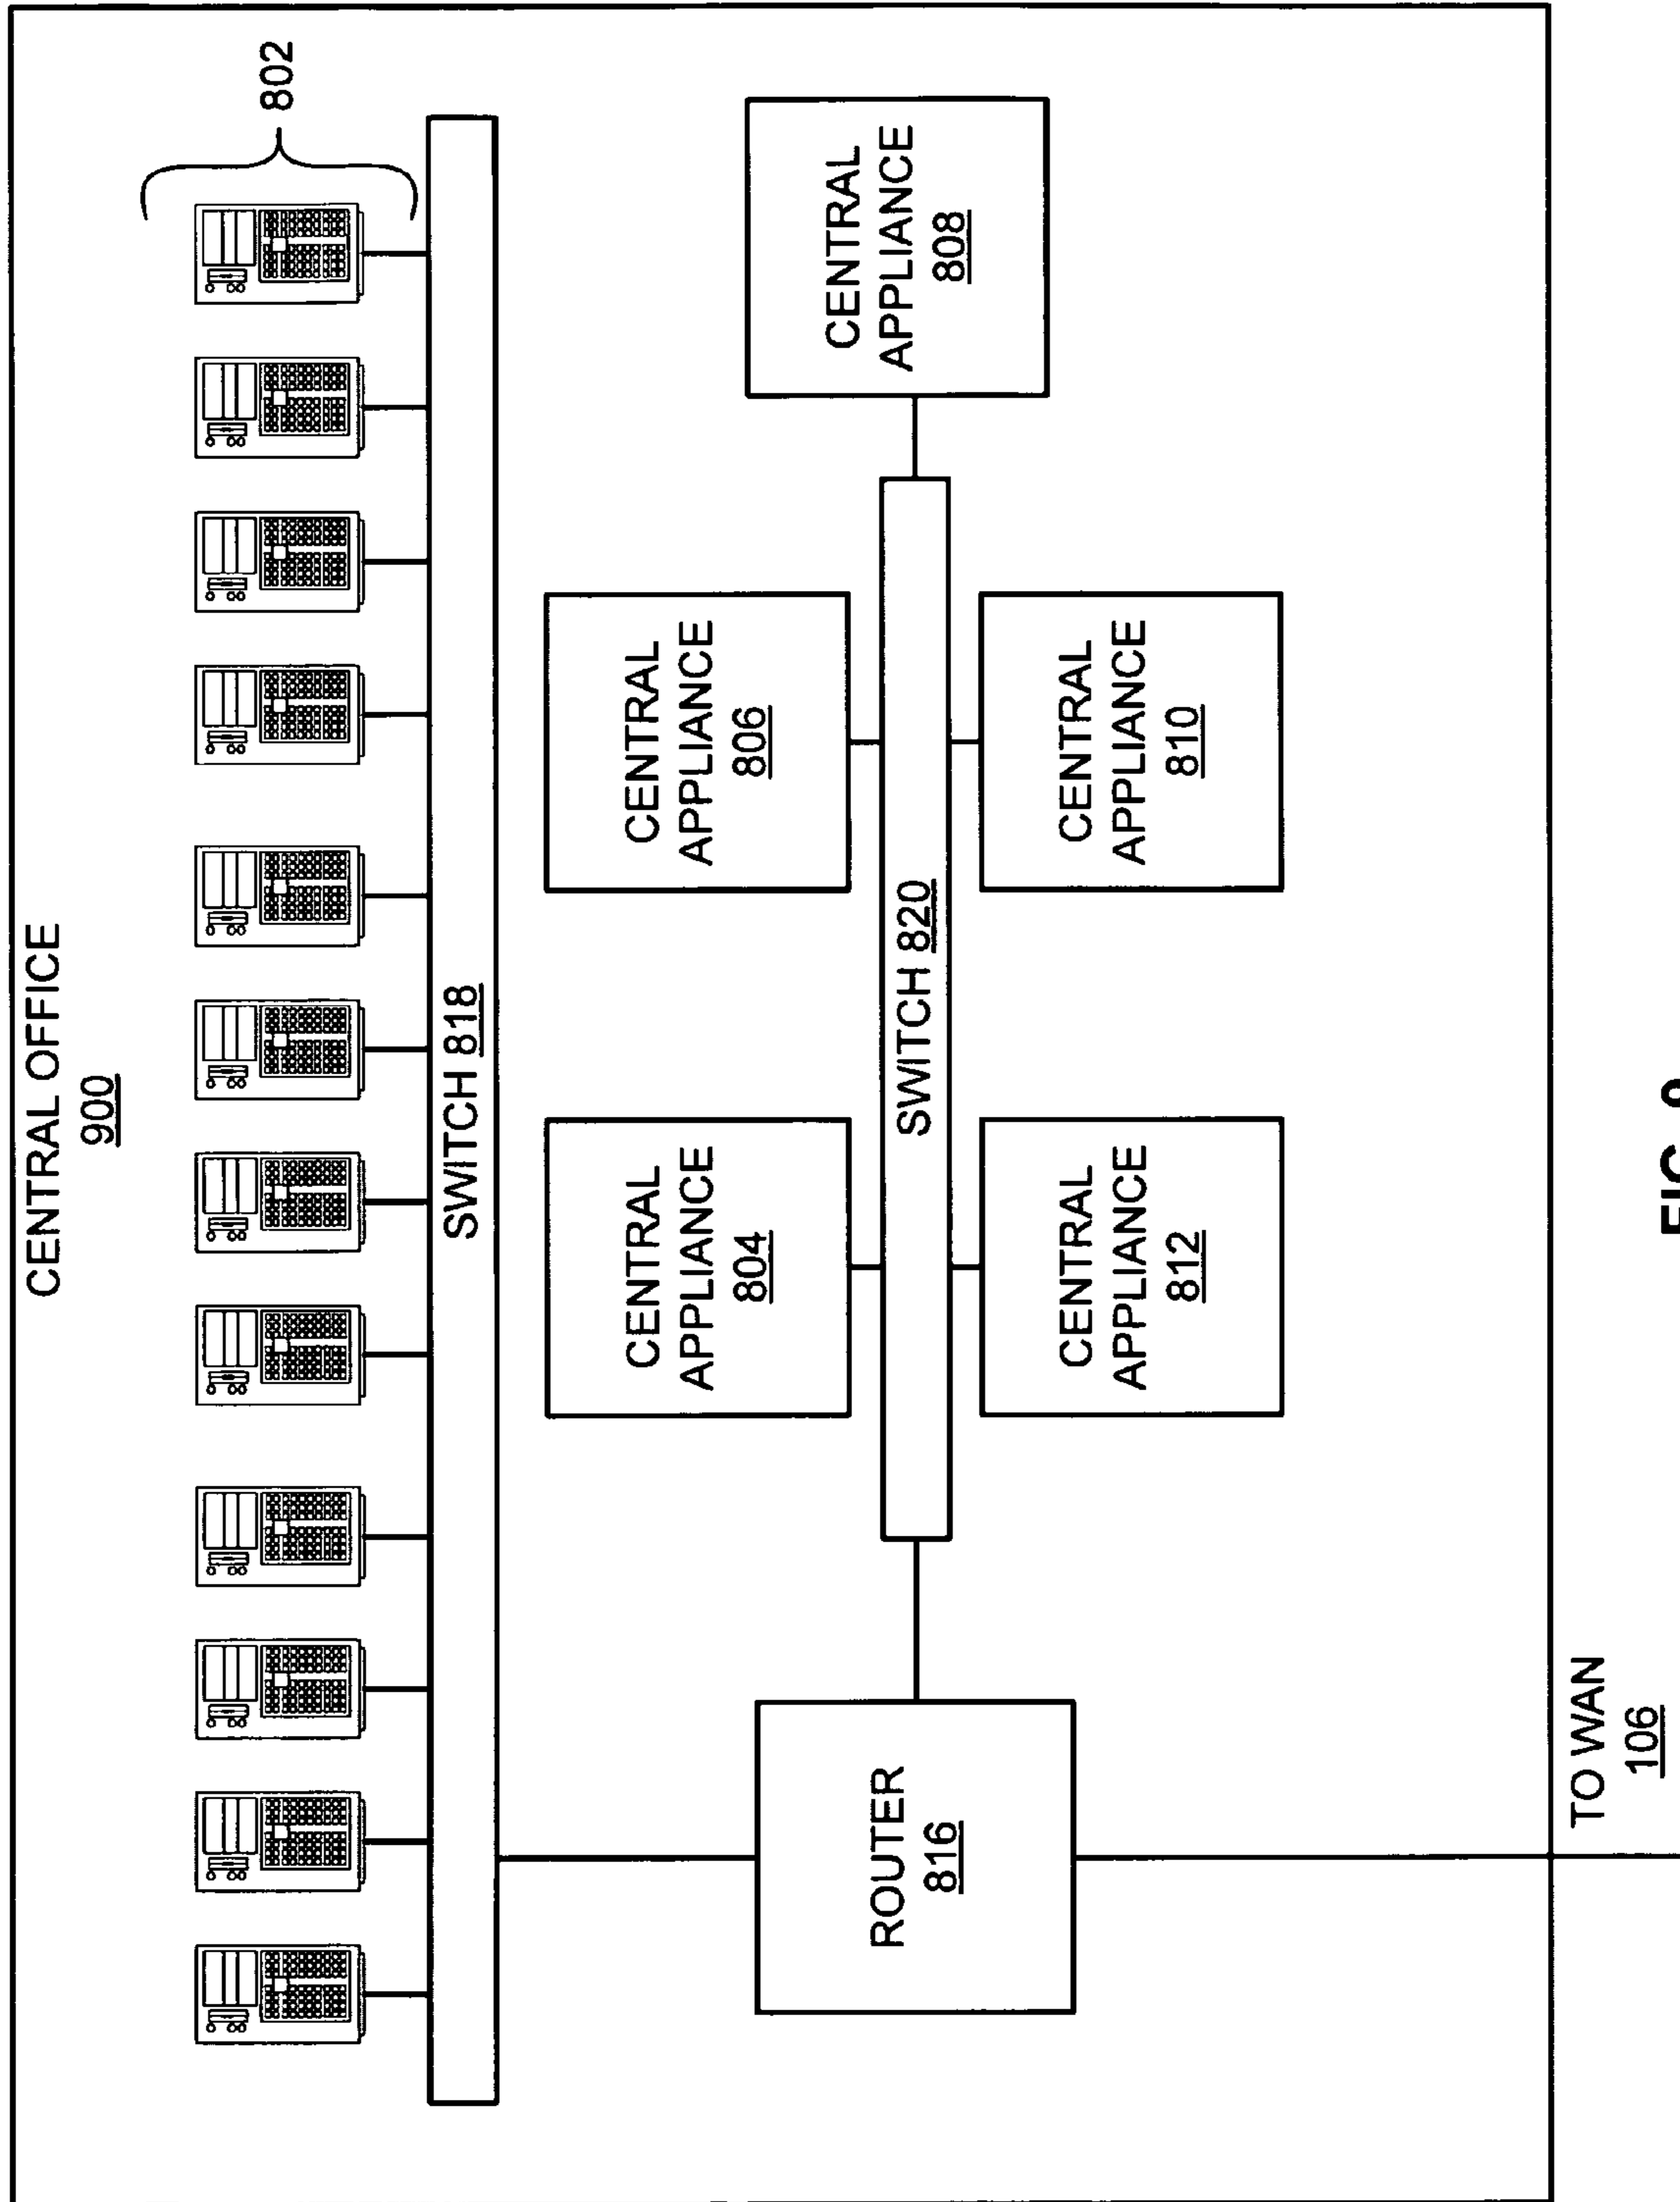 CENTRAL OFFICE
900
802
SWITCH 818
CENTRAL
APPLIANCE
804
CENTRAL
APPLIANCE
806
CENTRAL
APPLIANCE
808
SWITCH 820
CENTRAL
APPLIANCE
812
CENTRAL
APPLIANCE
810
ROUTER
816
TO WAN
106
FIG.